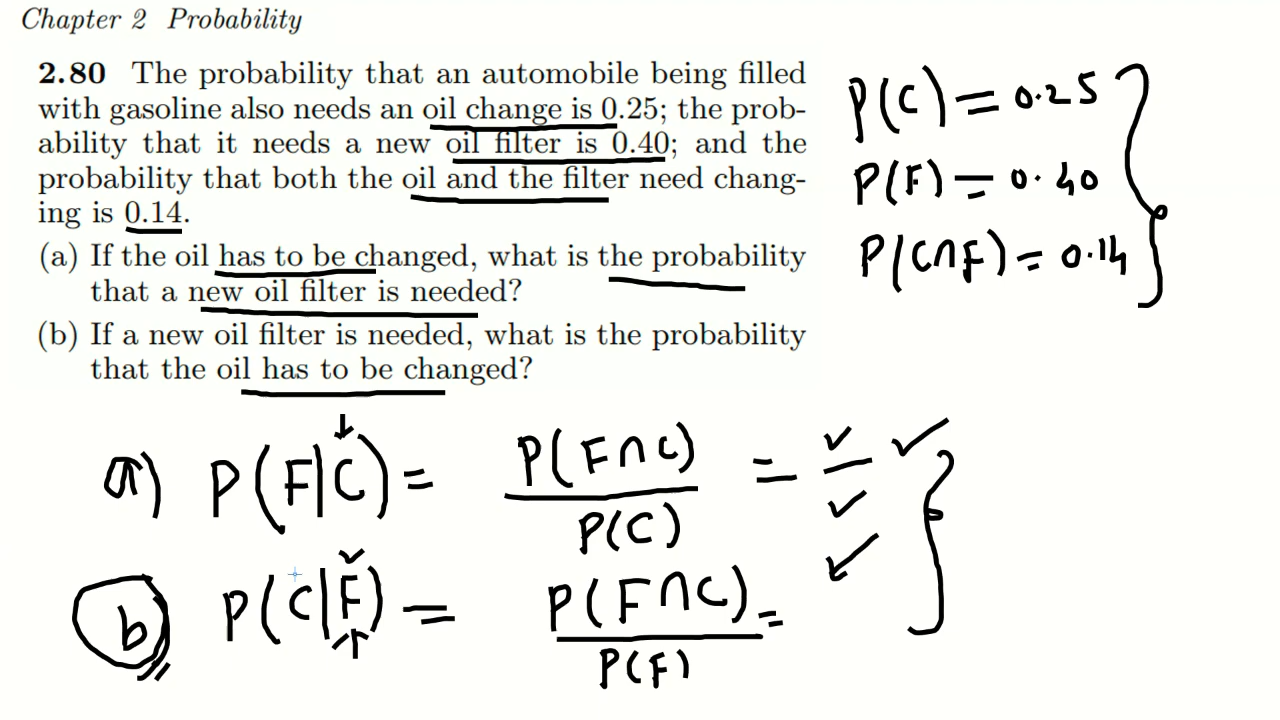 Chapter 2 Probability
2.80 The probability that an automobile being filled
with gasoline also needs an oil change is 0.25; the prob-
ability that it needs a new oil filter is 0.40; and the
probability that both the oil and the filter need chang-
ing is 0.14.
(a) If the oil has to be changed, what is the probability
that a new oil filter is needed?
(b) If a new oil filter is needed, what is the probability
that the oil has to be changed?
P(C) = 0.25
P(F) = 0.40
P(C∩F) = 0.14
a) P(F|C) = P(F∩C) =
P(C)
b) P(C|F) = P(F∩C) =
P(F)